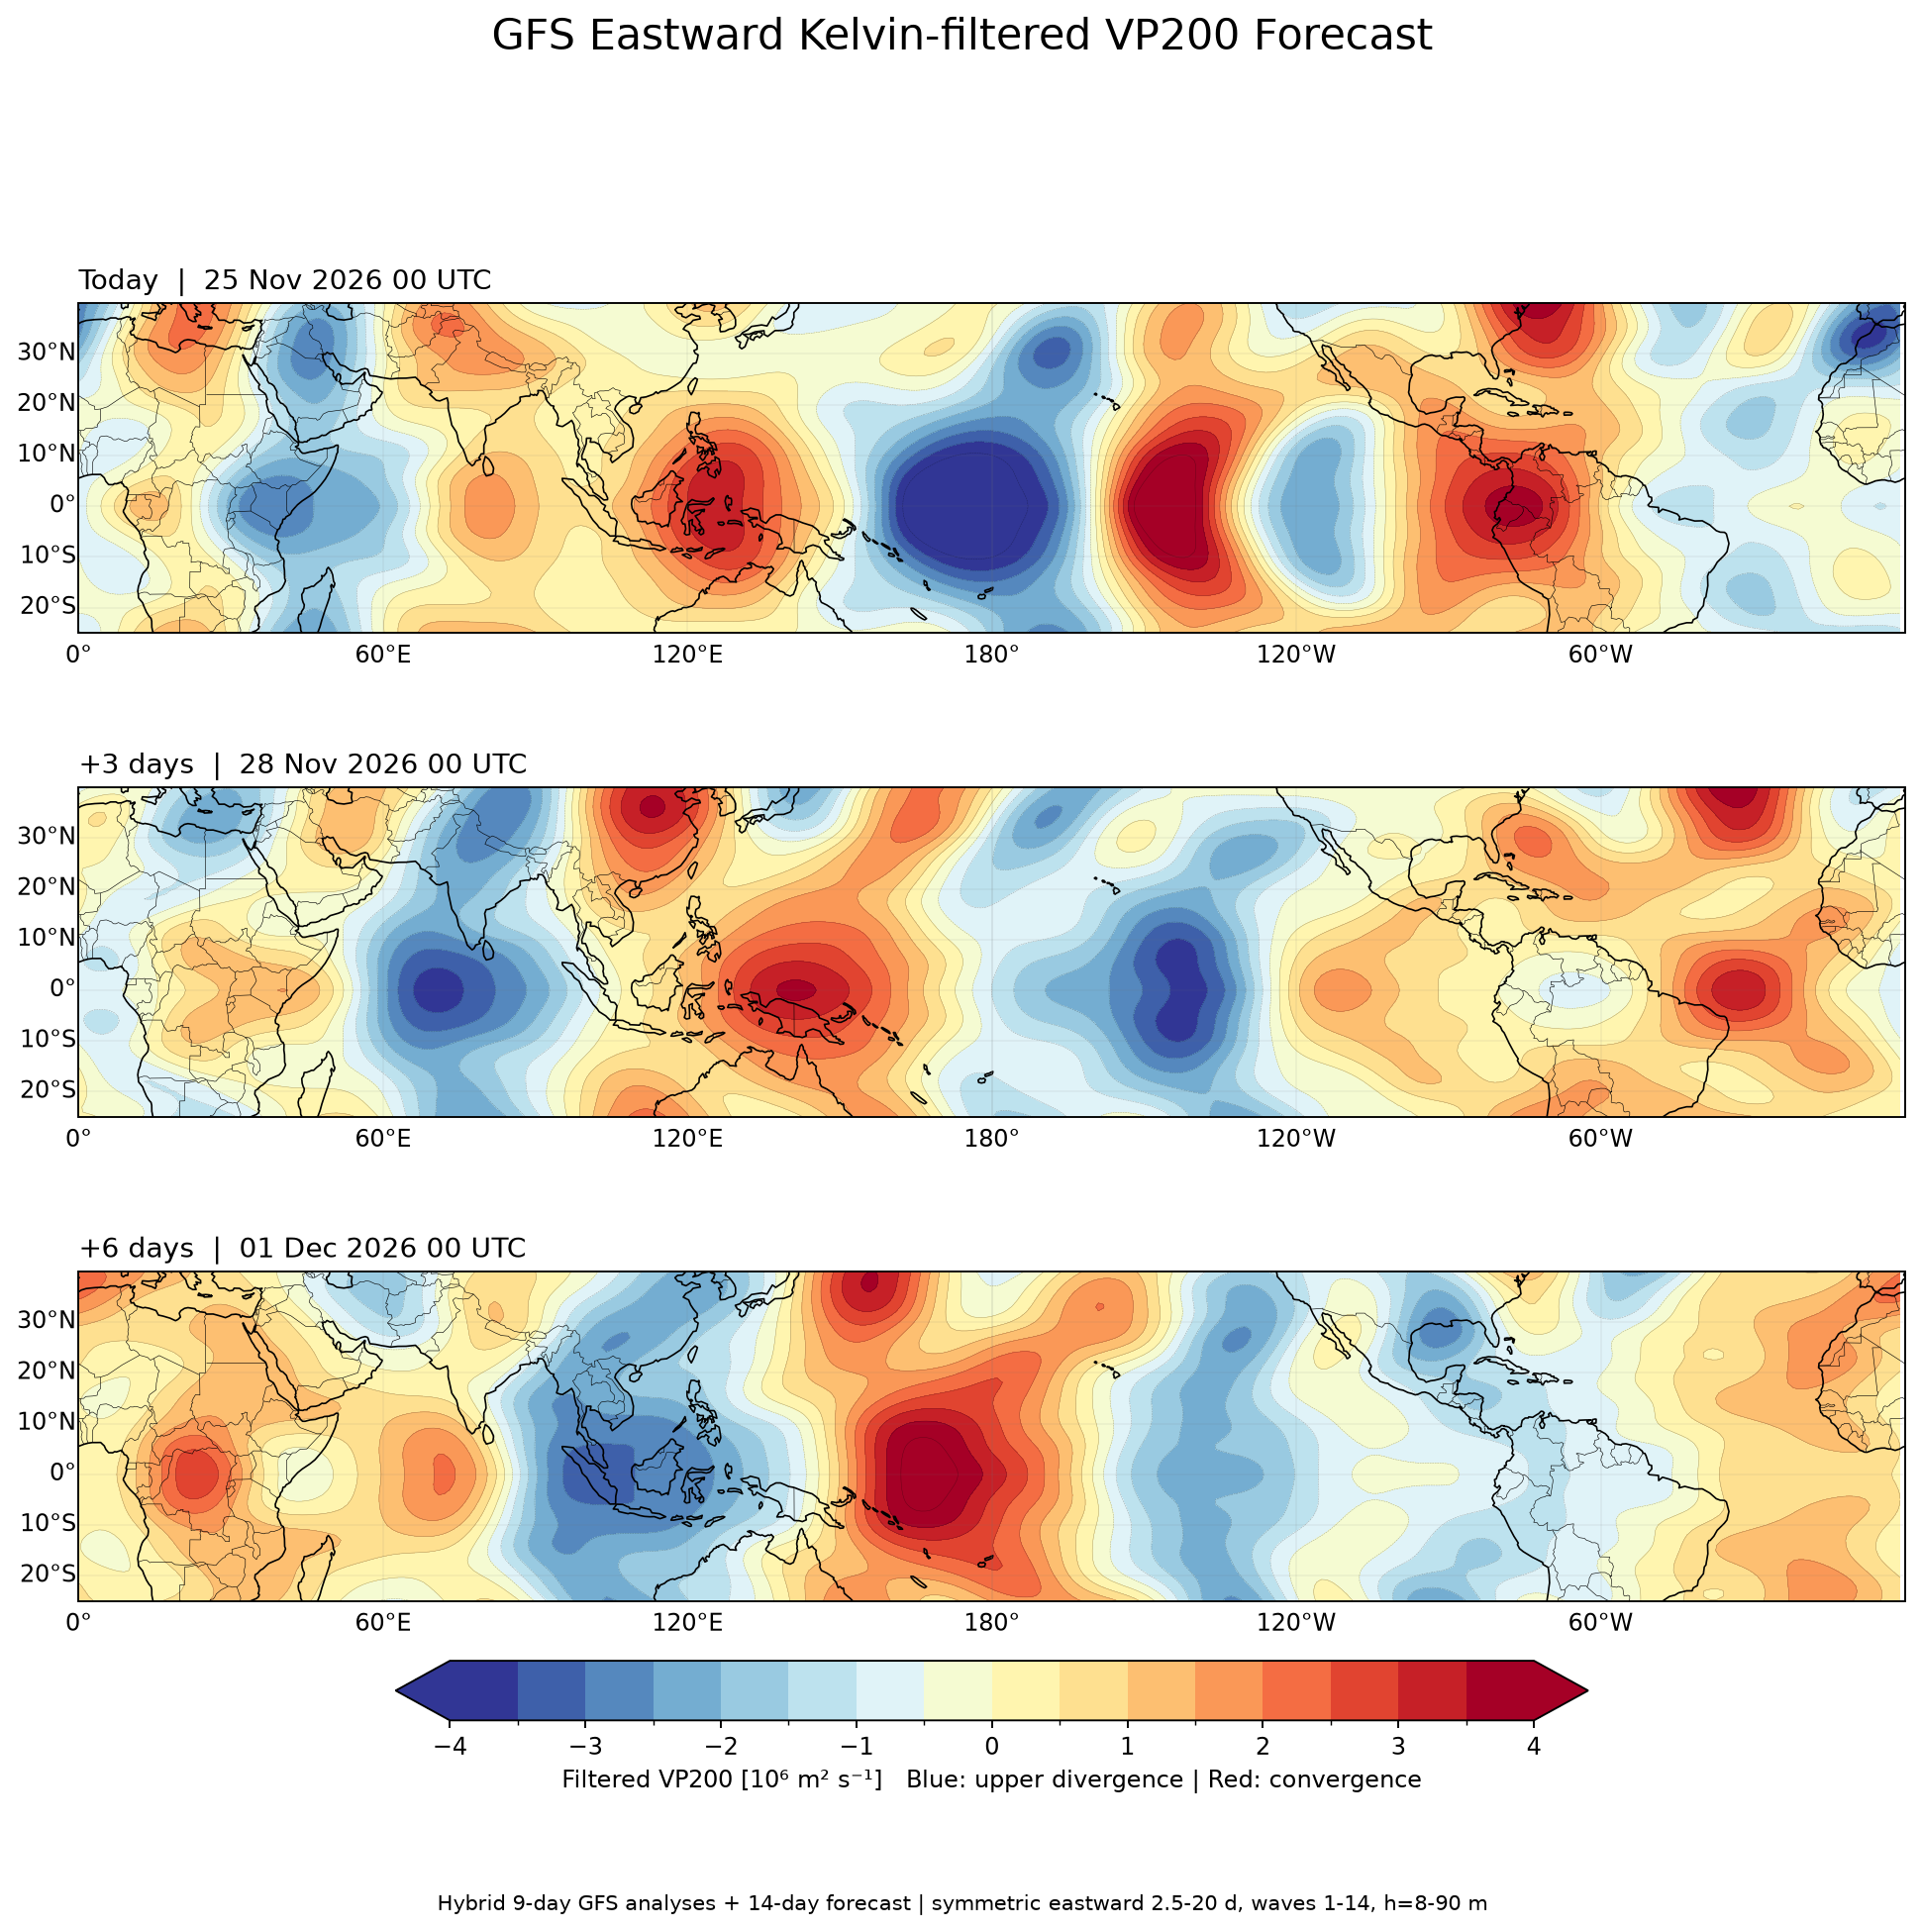 GFS Eastward Kelvin-filtered VP200 Forecast
Today | 25 Nov 2026 00 UTC
30°N
20°N
10°N
0°
10°S
20°S
0° 60°E 120°E 180° 120°W 60°W
+3 days | 28 Nov 2026 00 UTC
30°N
20°N
10°N
0°
10°S
20°S
0° 60°E 120°E 180° 120°W 60°W
+6 days | 01 Dec 2026 00 UTC
30°N
20°N
10°N
0°
10°S
20°S
0° 60°E 120°E 180° 120°W 60°W
−4 −3 −2 −1 0 1 2 3 4
Filtered VP200 [10⁶ m² s⁻¹] Blue: upper divergence | Red: convergence
Hybrid 9-day GFS analyses + 14-day forecast | symmetric eastward 2.5-20 d, waves 1-14, h=8-90 m